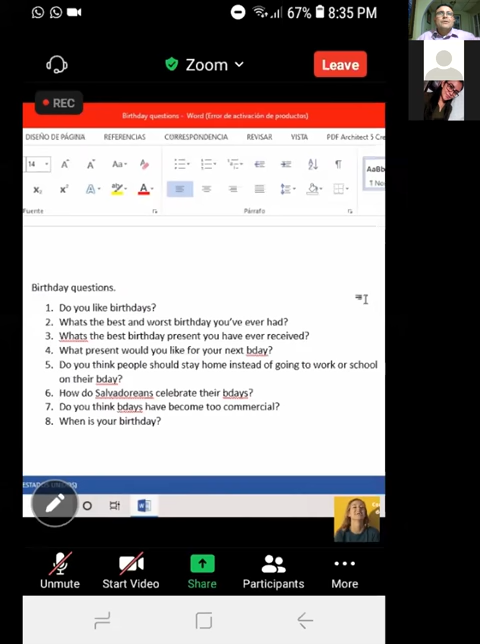 67% 8:35 PM
Zoom
Leave
REC
Birthday questions - Word (Error de activación de productos)
DISEÑO DE PÁGINA REFERENCIAS CORRESPONDENCIA REVISAR VISTA PDF Architect 5 Cre
14 A A Aa
AaBb
X₂ X² A A
¶ No
Fuente Párrafo
Birthday questions.
1. Do you like birthdays?
2. Whats the best and worst birthday you've ever had?
3. Whats the best birthday present you have ever received?
4. What present would you like for your next bday?
5. Do you think people should stay home instead of going to work or school
on their bday?
6. How do Salvadoreans celebrate their bdays?
7. Do you think bdays have become too commercial?
8. When is your birthday?
Unmute Start Video Share Participants More